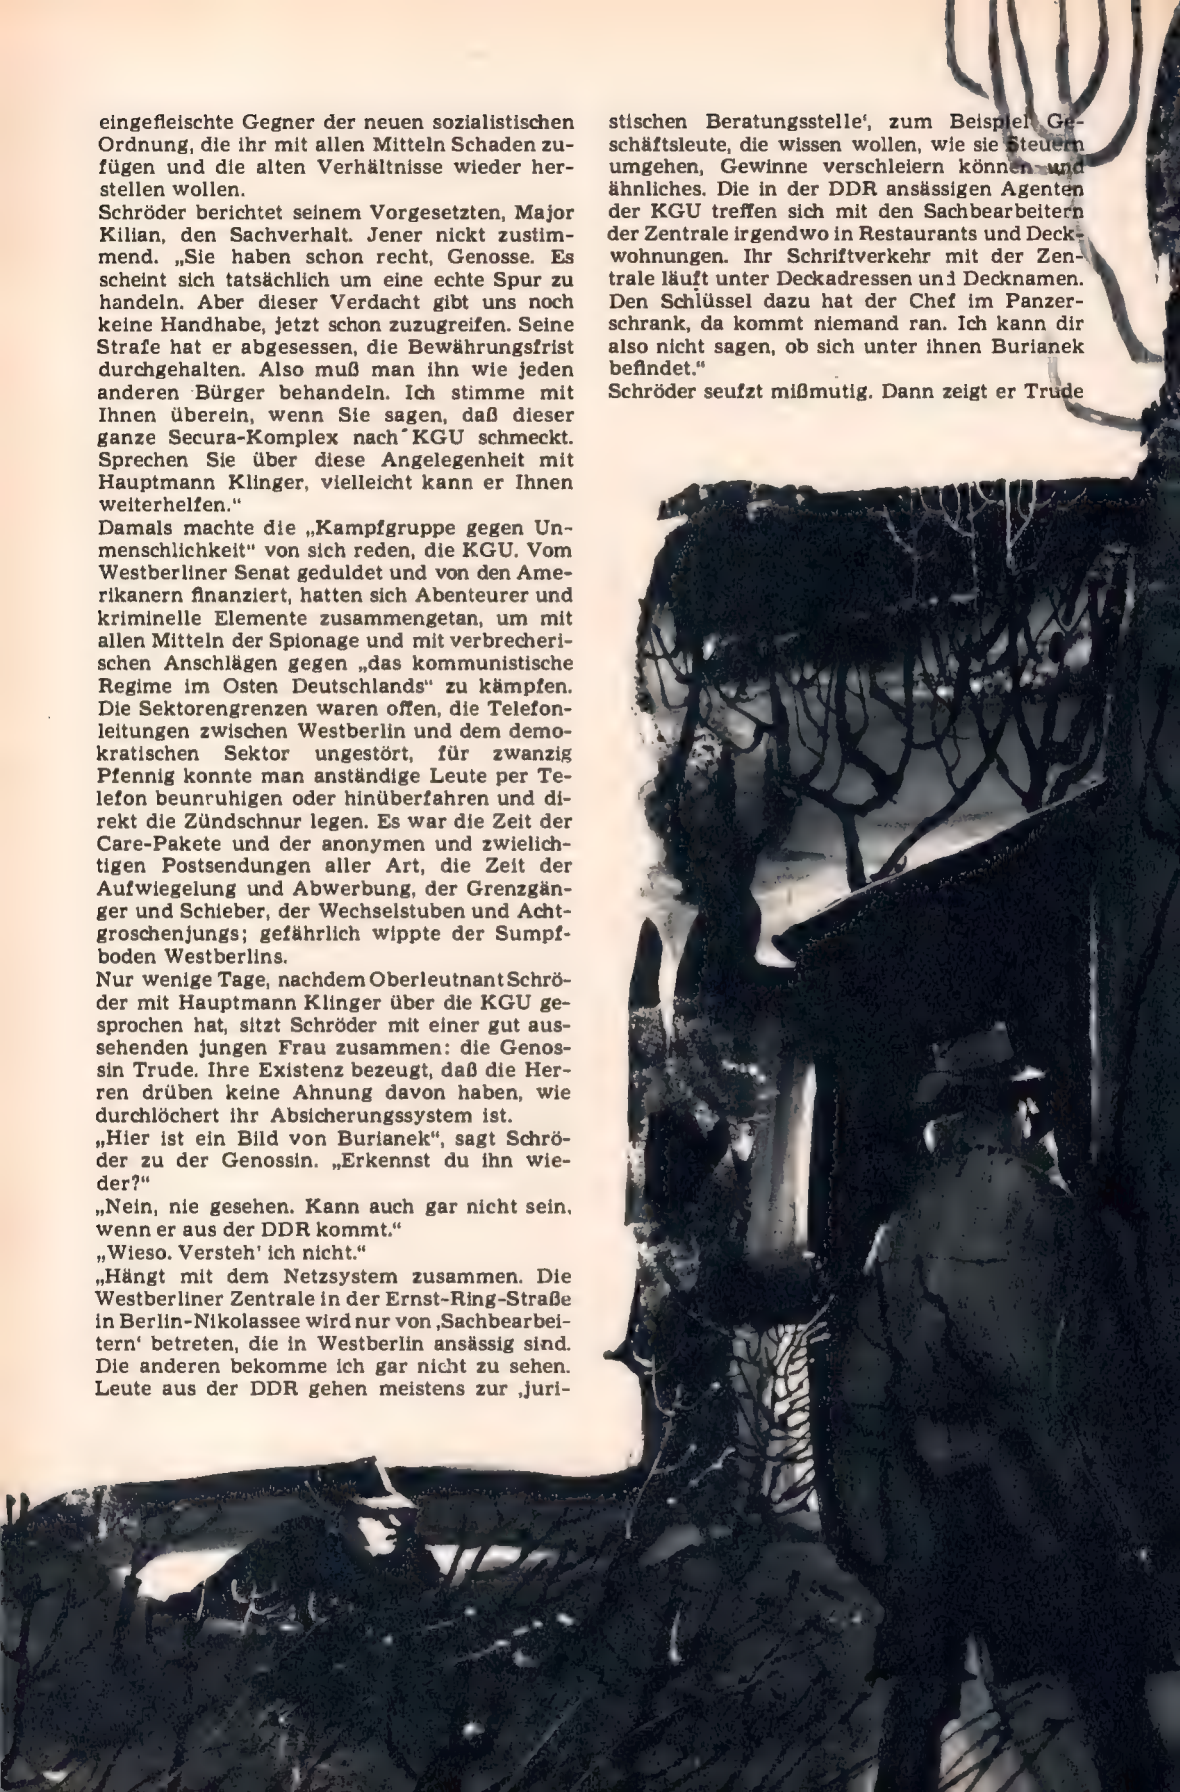 eingefleischte Gegner der neuen sozialistischen
Ordnung, die ihr mit allen Mitteln Schaden zu-
fügen und die alten Verhältnisse wieder her-
stellen wollen.
Schröder berichtet seinem Vorgesetzten, Major
Kilian, den Sachverhalt. Jener nickt zustim-
mend. „Sie haben schon recht, Genosse. Es
scheint sich tatsächlich um eine echte Spur zu
handeln. Aber dieser Verdacht gibt uns noch
keine Handhabe, jetzt schon zuzugreifen. Seine
Strafe hat er abgesessen, die Bewährungsfrist
durchgehalten. Also muß man ihn wie jeden
anderen Bürger behandeln. Ich stimme mit
Ihnen überein, wenn Sie sagen, daß dieser
ganze Secura-Komplex nach KGU schmeckt.
Sprechen Sie über diese Angelegenheit mit
Hauptmann Klinger, vielleicht kann er Ihnen
weiterhelfen.“
Damals machte die „Kampfgruppe gegen Un-
menschlichkeit“ von sich reden, die KGU. Vom
Westberliner Senat geduldet und von den Ame-
rikanern finanziert, hatten sich Abenteurer und
kriminelle Elemente zusammengetan, um mit
allen Mitteln der Spionage und mit verbrecheri-
schen Anschlägen gegen „das kommunistische
Regime im Osten Deutschlands“ zu kämpfen.
Die Sektorengrenzen waren offen, die Telefon-
leitungen zwischen Westberlin und dem demo-
kratischen Sektor ungestört, für zwanzig
Pfennig konnte man anständige Leute per Te-
lefon beunruhigen oder hinüberfahren und di-
rekt die Zündschnur legen. Es war die Zeit der
Care-Pakete und der anonymen und zwielich-
tigen Postsendungen aller Art, die Zeit der
Aufwiegelung und Abwerbung, der Grenzgän-
ger und Schieber, der Wechselstuben und Acht-
groschenjungs; gefährlich wippte der Sumpf-
boden Westberlins.
Nur wenige Tage, nachdem Oberleutnant Schrö-
der mit Hauptmann Klinger über die KGU ge-
sprochen hat, sitzt Schröder mit einer gut aus-
sehenden jungen Frau zusammen: die Genos-
sin Trude. Ihre Existenz bezeugt, daß die Her-
ren drüben keine Ahnung davon haben, wie
durchlöchert ihr Absicherungssystem ist.
„Hier ist ein Bild von Burianek“, sagt Schrö-
der zu der Genossin. „Erkennst du ihn wie-
der?“
„Nein, nie gesehen. Kann auch gar nicht sein,
wenn er aus der DDR kommt.“
„Wieso. Versteh' ich nicht.“
„Hängt mit dem Netzsystem zusammen. Die
Westberliner Zentrale in der Ernst-Ring-Straße
in Berlin-Nikolassee wird nur von ‚Sachbearbei-
tern‘ betreten, die in Westberlin ansässig sind.
Die anderen bekomme ich gar nicht zu sehen.
Leute aus der DDR gehen meistens zur ‚juri-
stischen Beratungsstelle‘, zum Beispiel Ge-
schäftsleute, die wissen wollen, wie sie Steuern
umgehen, Gewinne verschleiern können und
ähnliches. Die in der DDR ansässigen Agenten
der KGU treffen sich mit den Sachbearbeitern
der Zentrale irgendwo in Restaurants und Deck-
wohnungen. Ihr Schriftverkehr mit der Zen-
trale läuft unter Deckadressen und Decknamen.
Den Schlüssel dazu hat der Chef im Panzer-
schrank, da kommt niemand ran. Ich kann dir
also nicht sagen, ob sich unter ihnen Burianek
befindet.“
Schröder seufzt mißmutig. Dann zeigt er Trude